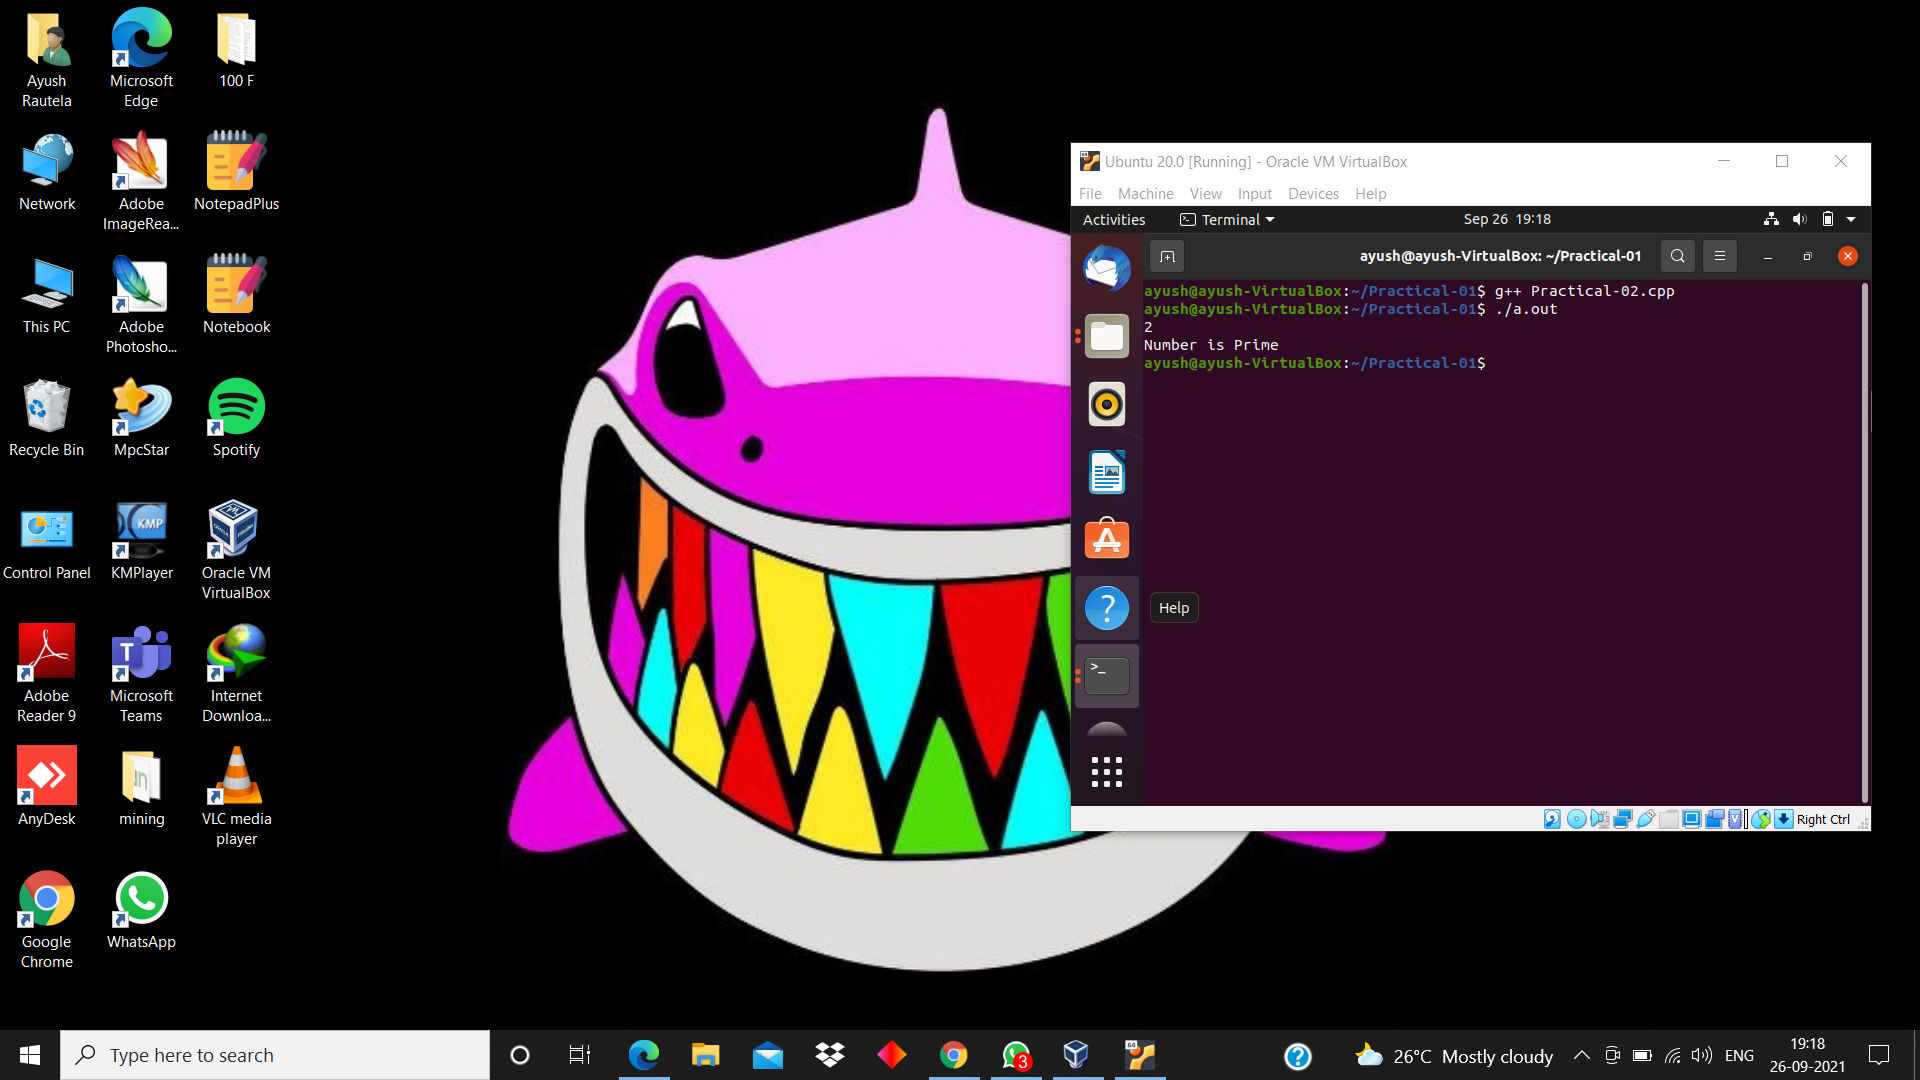 Ayush
Rautela
Microsoft
Edge
100 F
Network
Adobe
ImageRea...
NotepadPlus
This PC
Adobe
Photosho...
Notebook
Recycle Bin
MpcStar
Spotify
Control Panel
KMP
KMPlayer
Oracle VM
VirtualBox
Adobe
Reader 9
Microsoft
Teams
Internet
Downloa...
AnyDesk
mining
VLC media
player
Google
Chrome
WhatsApp
Ubuntu 20.0 [Running] - Oracle VM VirtualBox
File Machine View Input Devices Help
Activities Terminal Sep 26 19:18
ayush@ayush-VirtualBox: ~/Practical-01
ayush@ayush-VirtualBox:~/Practical-01$ g++ Practical-02.cpp
ayush@ayush-VirtualBox:~/Practical-01$ ./a.out
2
Number is Prime
ayush@ayush-VirtualBox:~/Practical-01$
Help
Right Ctrl
Type here to search
3
64
26°C Mostly cloudy
ENG
19:18
26-09-2021